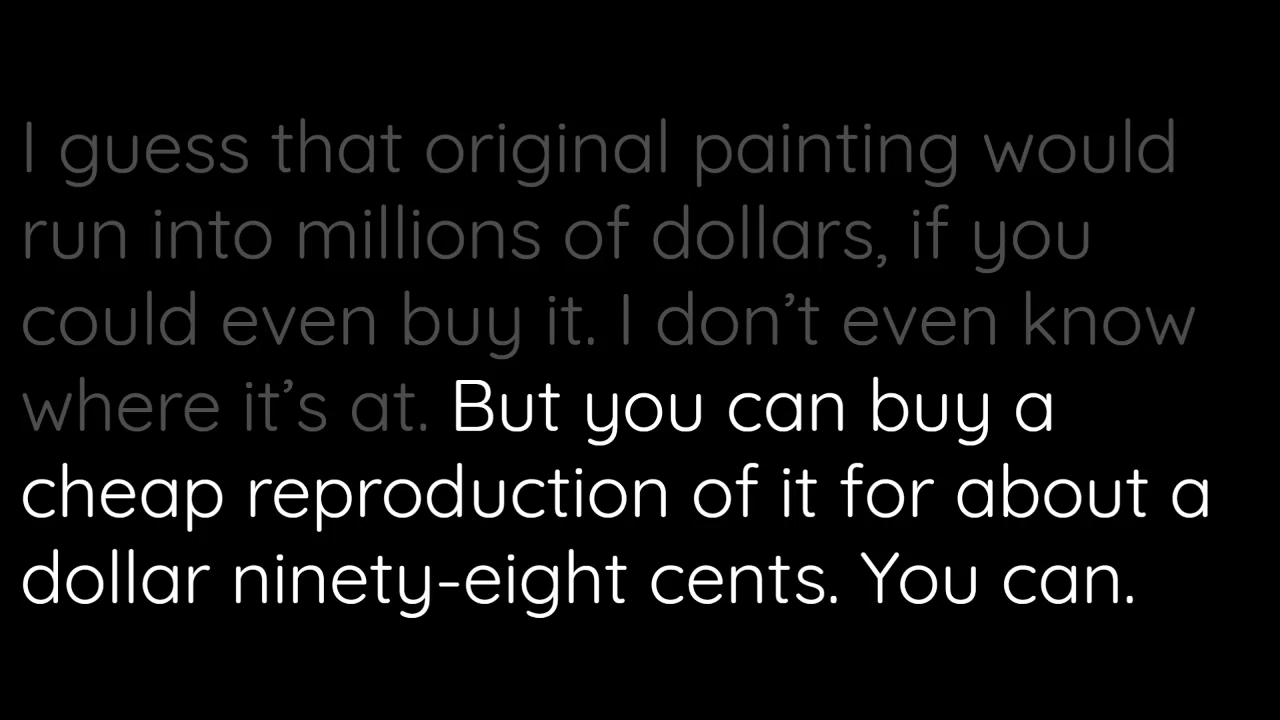 I guess that original painting would
run into millions of dollars, if you
could even buy it. I don’t even know
where it’s at. But you can buy a
cheap reproduction of it for about a
dollar ninety-eight cents. You can.